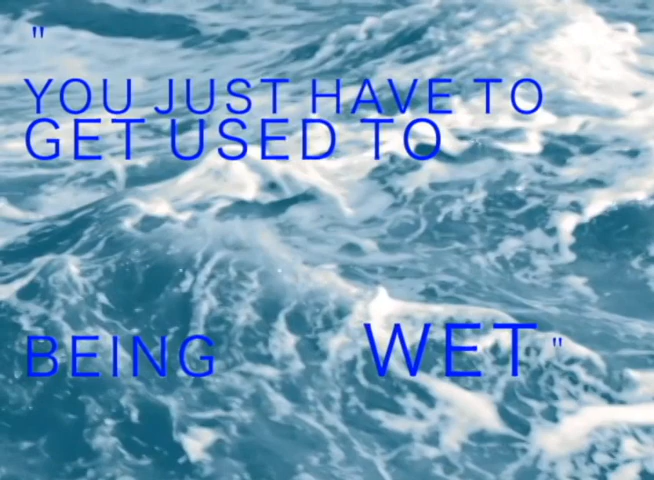 "
YOU JUST HAVE TO
GET USED TO
BEING WET"